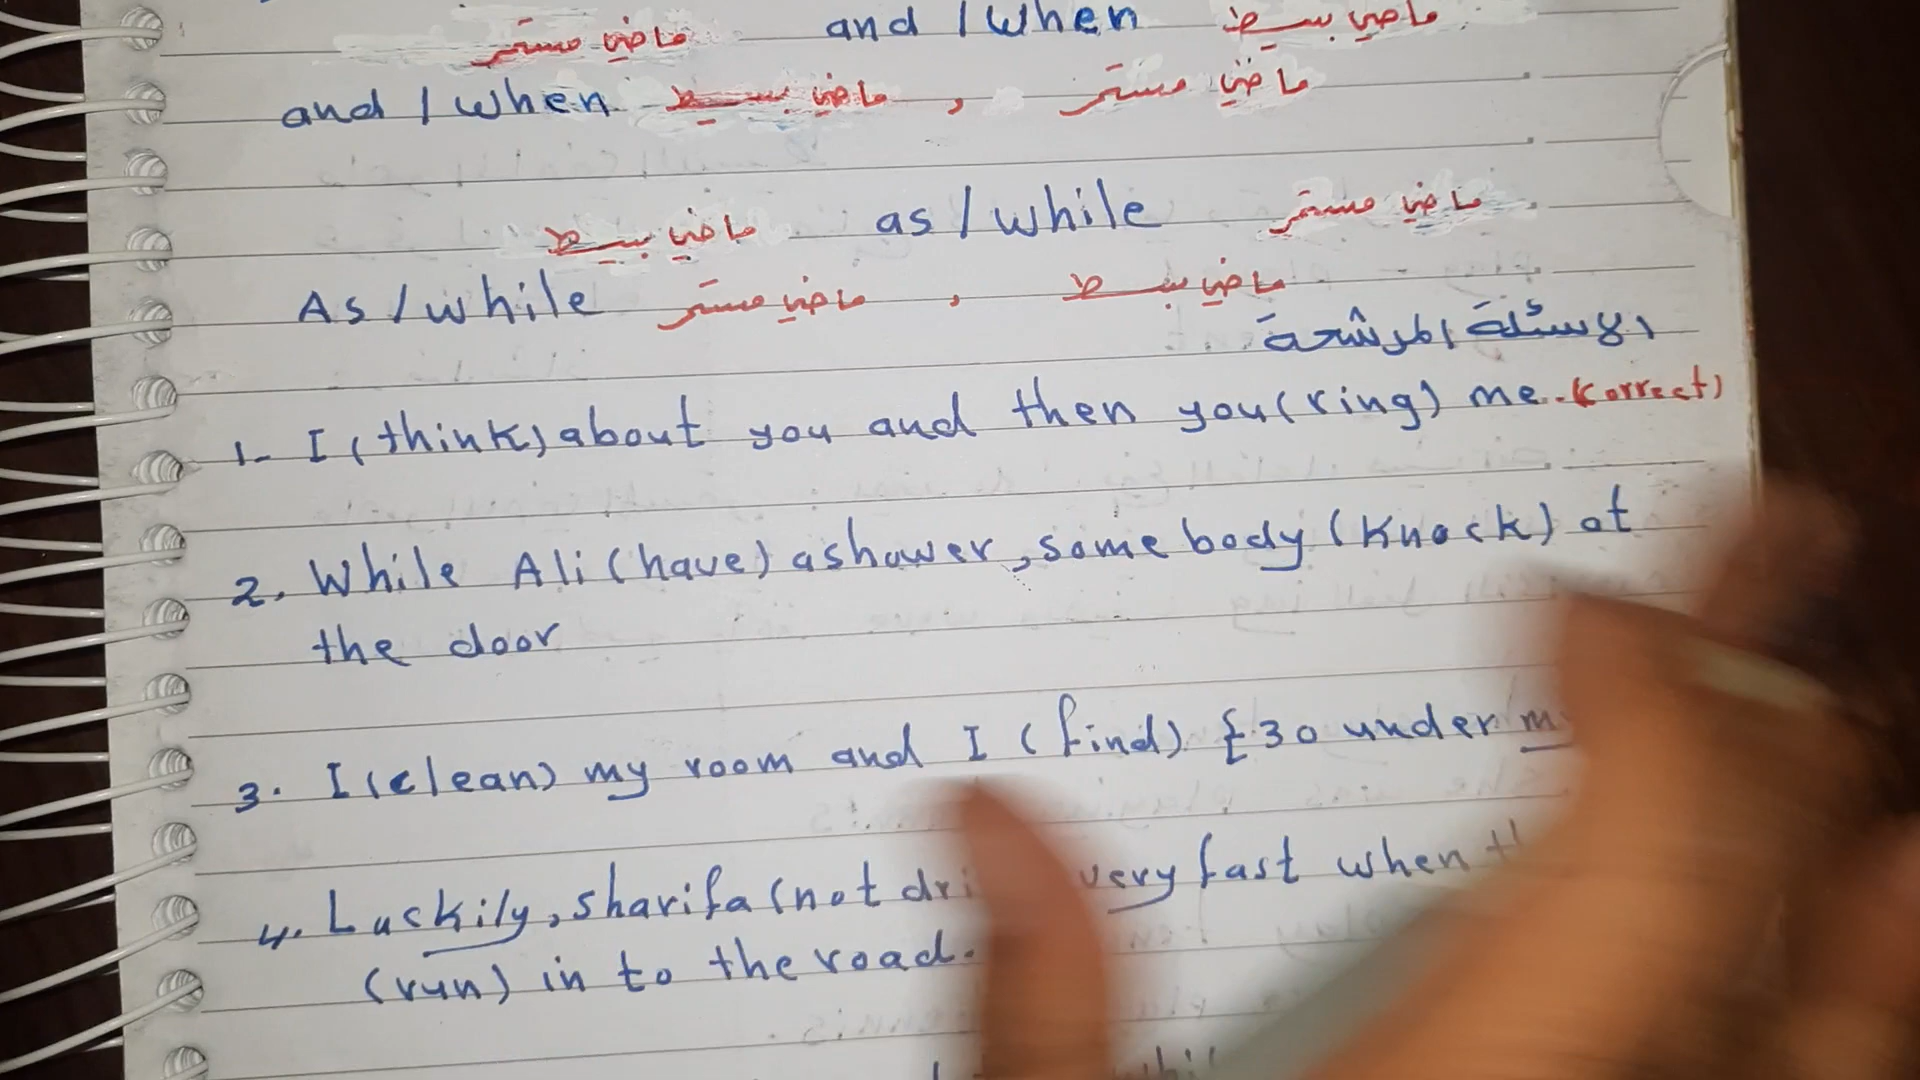 ماضي مستمر and / when ماضي بسيط
and / when ماضي بسيط , ماضي مستمر
ماضي بسيط as / while ماضي مستمر
As / while ماضي مستمر , ماضي بسيط
الاسئلة المرشحة
1- I (think) about you and then you (ring) me. (correct)
2. While Ali (have) a shower, some body (Knock) at
the door
3. I (clean) my room and I (find) £30 under
4. Luckily, sharifa (not very fast when
(run) in to the road.